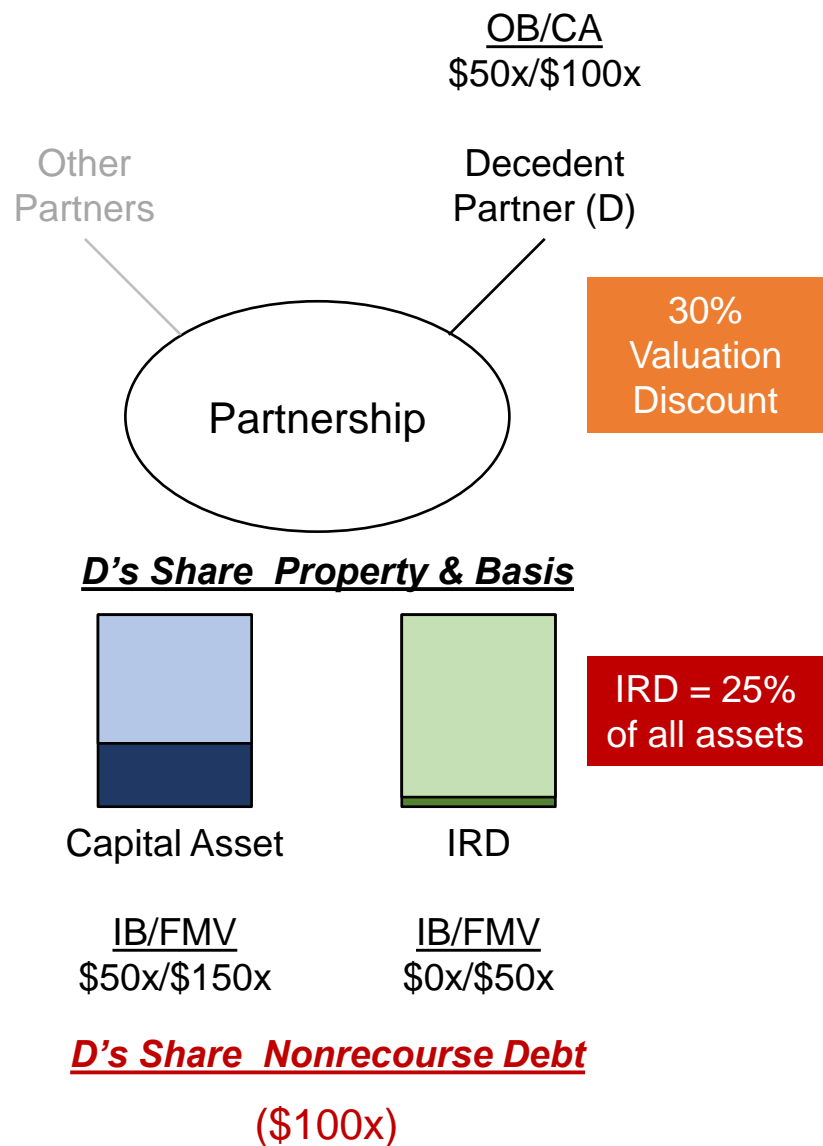 OB/CA
$50x/$100x
Other
Partners
Decedent
Partner (D)
30%
Valuation
Discount
Partnership
D’s Share  Property & Basis
IRD = 25%
of all assets
Capital Asset
IRD
IB/FMV
$50x/$150x
IB/FMV
$0x/$50x
D’s Share  Nonrecourse Debt
($100x)